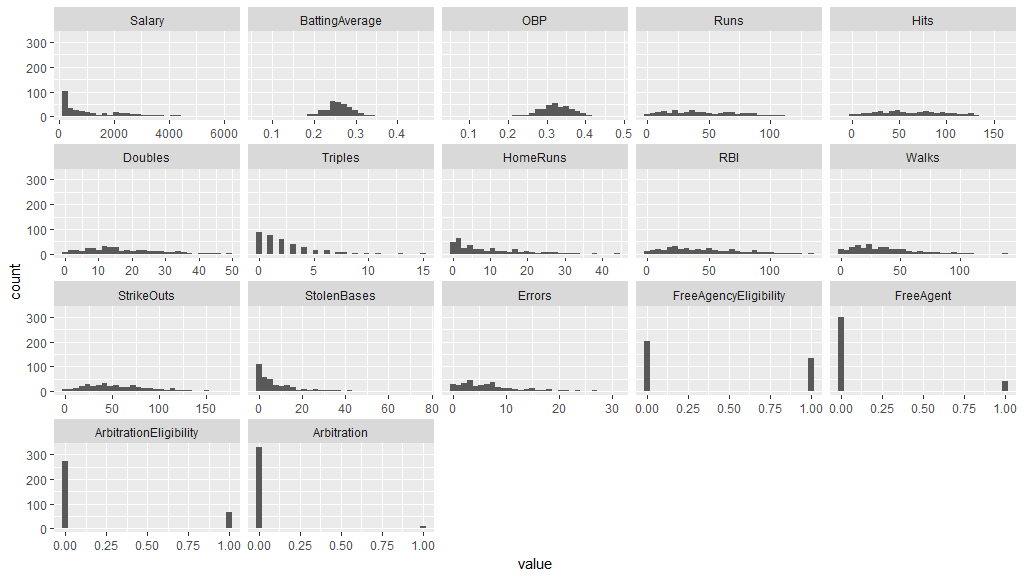 Salary BattingAverage OBP Runs Hits
300
200
100
0
0 2000 4000 6000 0.1 0.2 0.3 0.4 0.1 0.2 0.3 0.4 0.5 0 50 100 0 50 100 150
Doubles Triples HomeRuns RBI Walks
300
200
100
0
0 10 20 30 40 50 0 5 10 15 0 10 20 30 40 0 50 100 0 50 100
count
StrikeOuts StolenBases Errors FreeAgencyEligibility FreeAgent
300
200
100
0
0 50 100 150 0 20 40 60 80 0 10 20 30 0.00 0.25 0.50 0.75 1.00 0.00 0.25 0.50 0.75 1.00
ArbitrationEligibility Arbitration
300
200
100
0
0.00 0.25 0.50 0.75 1.00 0.00 0.25 0.50 0.75 1.00
value